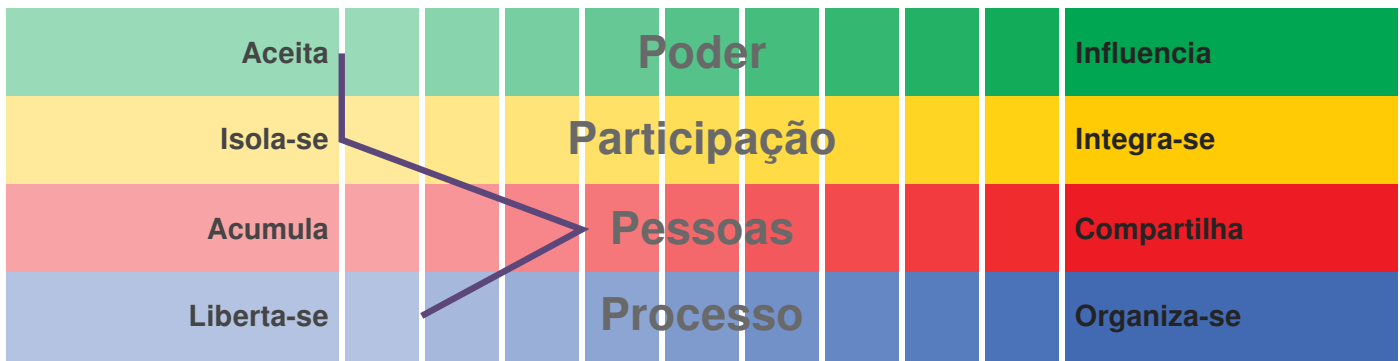 Aceita Poder Influencia
Isola-se Participação Integra-se
Acumula Pessoas Compartilha
Liberta-se Processo Organiza-se